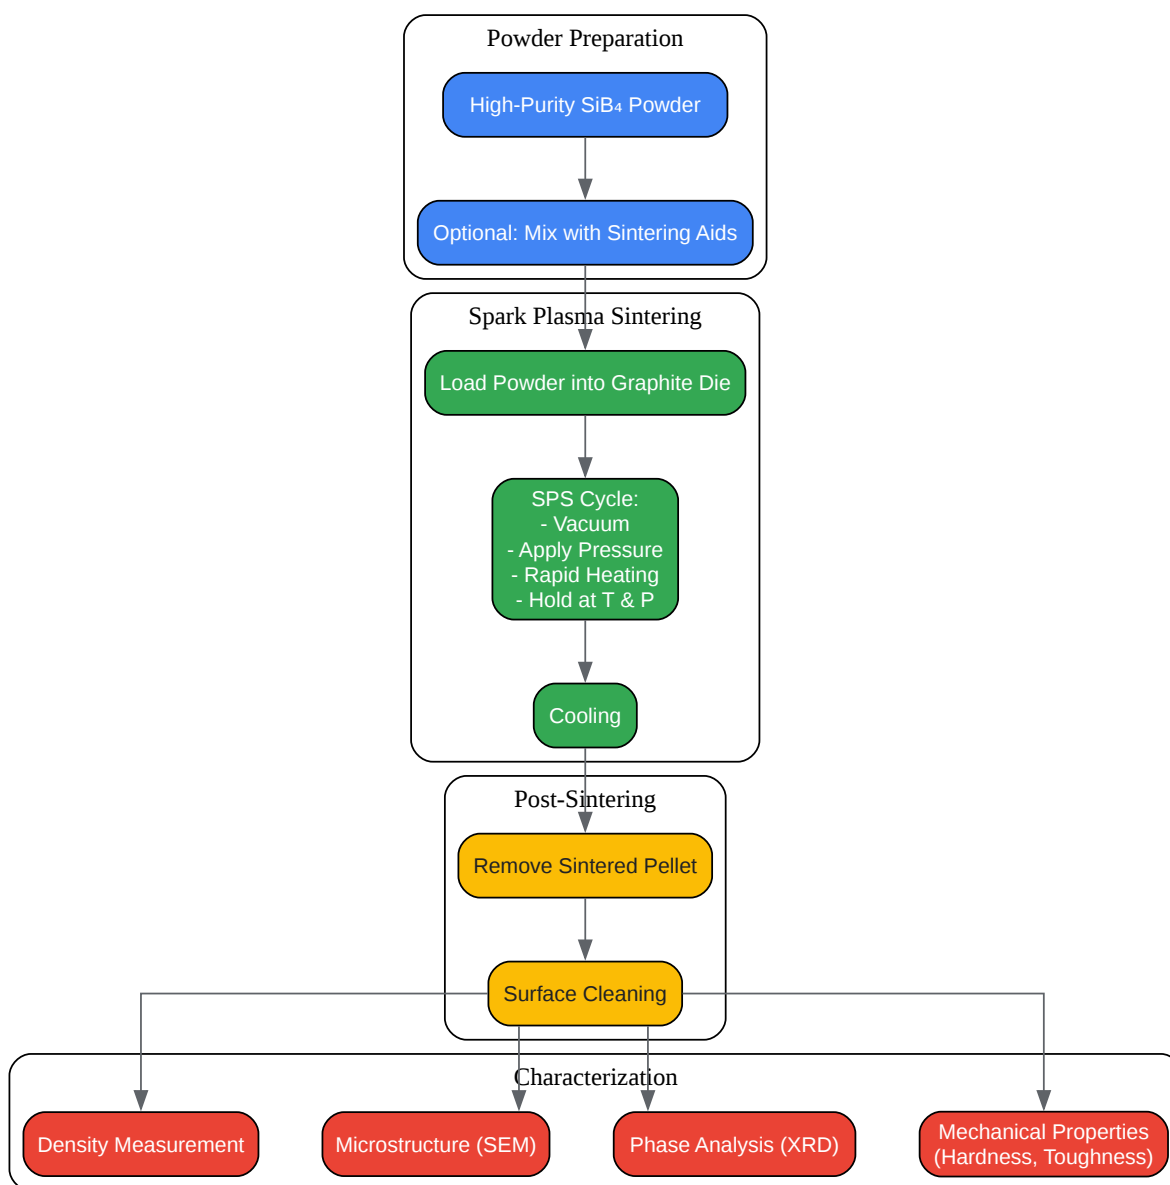 Powder Preparation
High-Purity SiB₄ Powder
Optional: Mix with Sintering Aids
Spark Plasma Sintering
Load Powder into Graphite Die
SPS Cycle:
- Vacuum
- Apply Pressure
- Rapid Heating
- Hold at T & P
Cooling
Post-Sintering
Remove Sintered Pellet
Surface Cleaning
Characterization
Density Measurement
Microstructure (SEM)
Phase Analysis (XRD)
Mechanical Properties
(Hardness, Toughness)